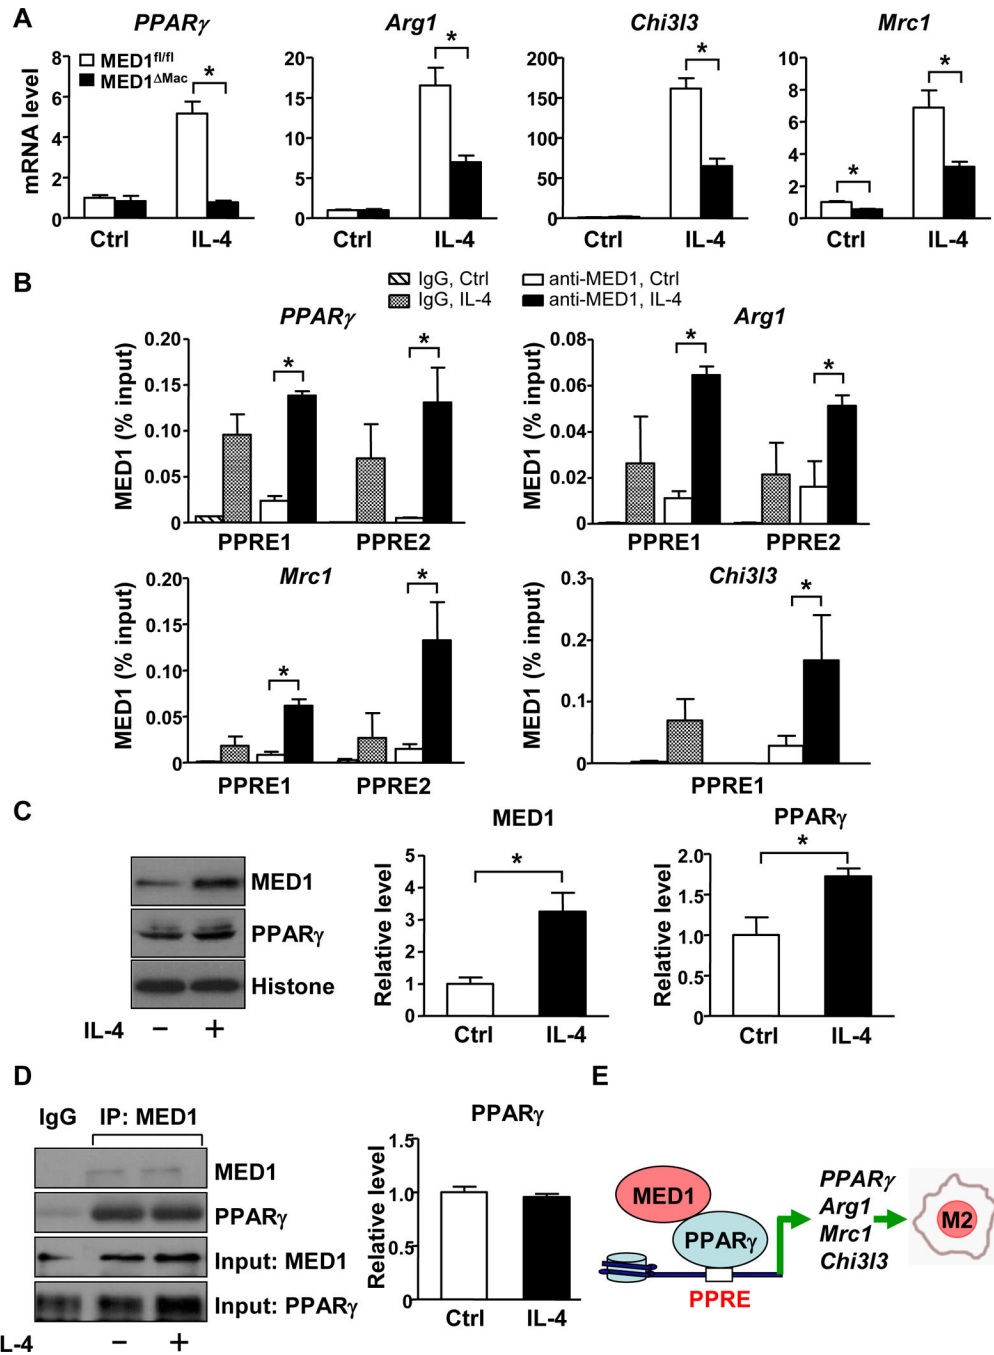 A
PPARγ
Arg1
Chi3l3
Mrc1
mRNA level
8
6
4
2
0
MED1fl/fl
MED1ΔMac
*
Ctrl
IL-4
20
15
10
5
0
*
Ctrl
IL-4
200
150
100
50
0
*
Ctrl
IL-4
10
8
6
4
2
0
*
*
Ctrl
IL-4
B
IgG, Ctrl
anti-MED1, Ctrl
IgG, IL-4
anti-MED1, IL-4
PPARγ
MED1 (% input)
0.20
0.15
0.10
0.05
0
*
*
PPRE1
PPRE2
Arg1
MED1 (% input)
0.08
0.06
0.04
0.02
0
*
*
PPRE1
PPRE2
Mrc1
MED1 (% input)
0.20
0.15
0.10
0.05
0
*
*
PPRE1
PPRE2
Chi3l3
MED1 (% input)
0.3
0.2
0.1
0
*
PPRE1
C
MED1
PPARγ
Histone
IL-4 − +
MED1
Relative level
5
4
3
2
1
0
*
Ctrl
IL-4
PPARγ
Relative level
2.0
1.5
1.0
0.5
0
*
Ctrl
IL-4
D
IgG IP: MED1
MED1
PPARγ
Input: MED1
Input: PPARγ
L-4 − +
PPARγ
Relative level
1.5
1.0
0.5
0
Ctrl
IL-4
E
MED1
PPARγ
PPRE
PPARγ
Arg1
Mrc1
Chi3l3
M2